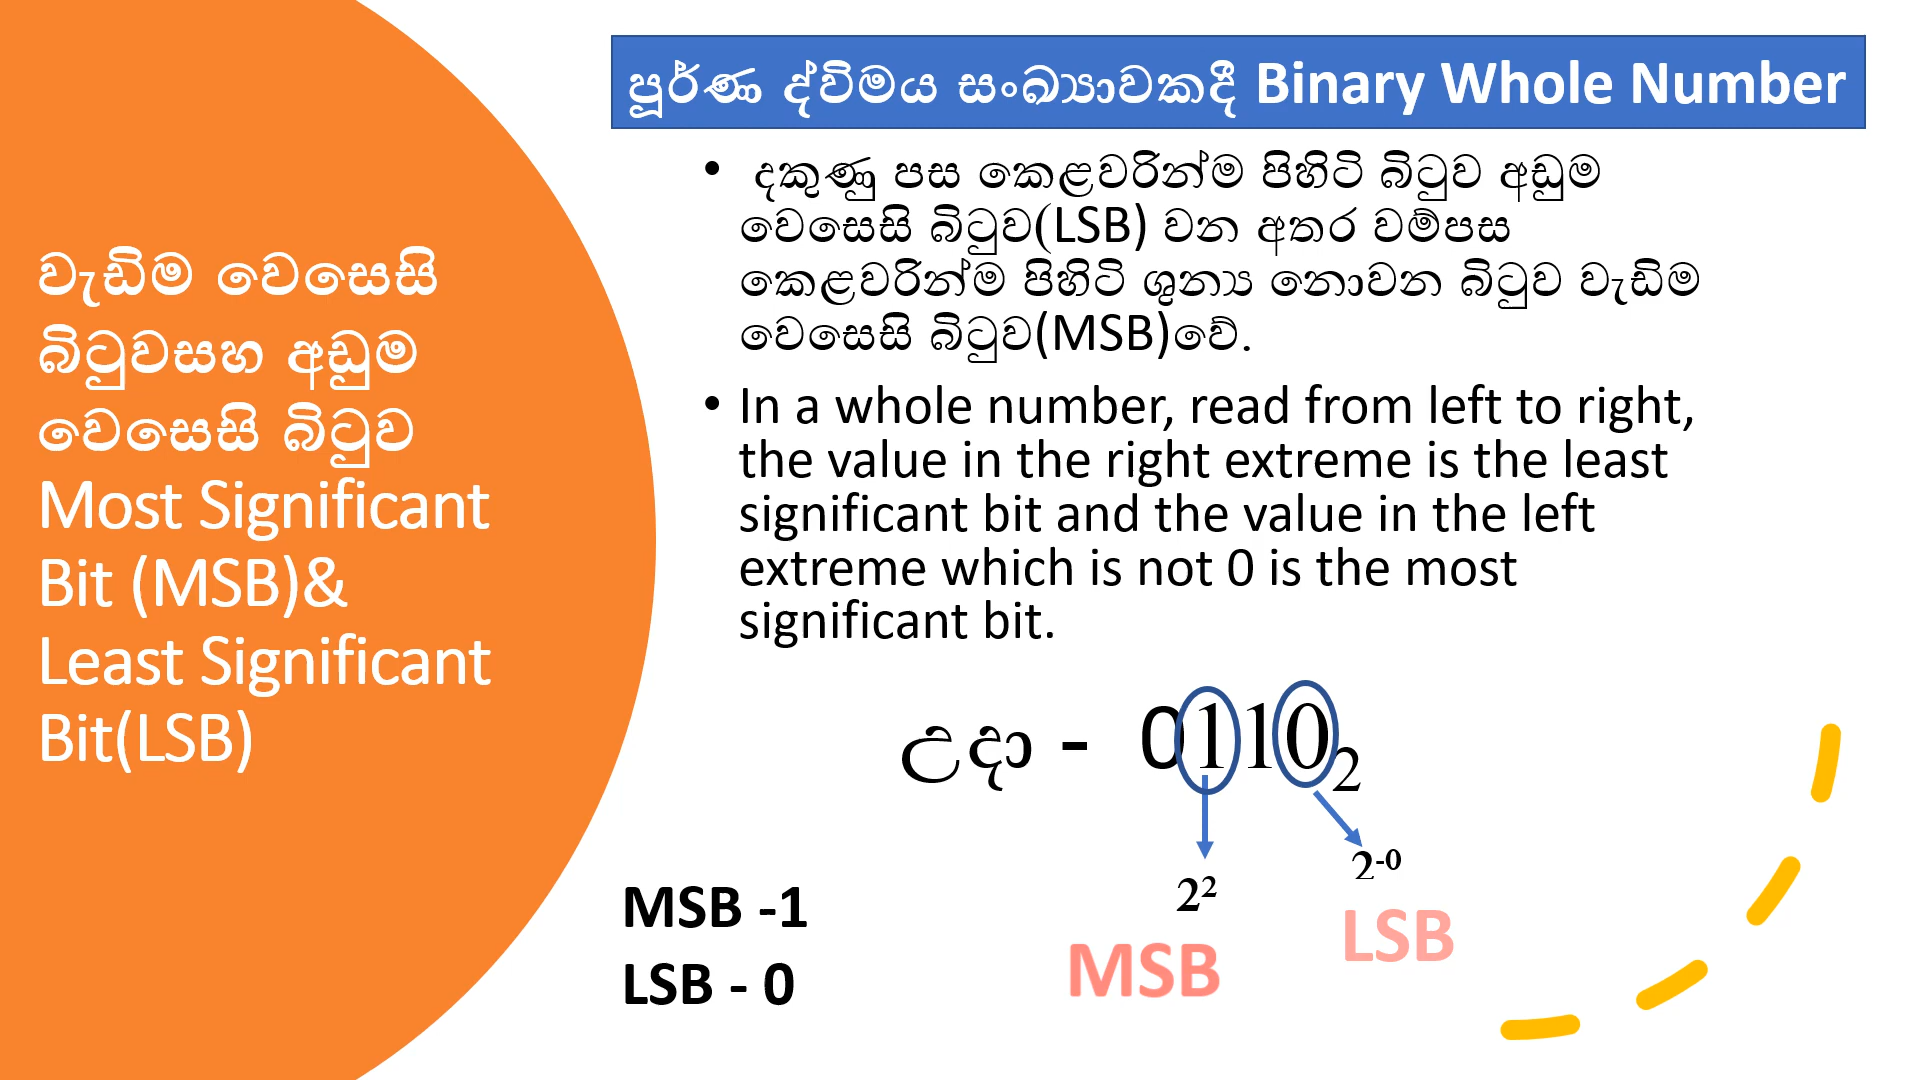 පූර්ණ ද්විමය සංඛ්‍යාවකදී Binary Whole Number
වැඩිම වෙසෙසි
බිටුවසහ අඩුම
වෙසෙසි බිටුව
Most Significant
Bit (MSB)&
Least Significant
Bit(LSB)
• දකුණු පස කෙළවරින්ම පිහිටි බිටුව අඩුම
වෙසෙසි බිටුව(LSB) වන අතර වම්පස
කෙළවරින්ම පිහිටි ශුන්‍ය නොවන බිටුව වැඩිම
වෙසෙසි බිටුව(MSB)වේ.
• In a whole number, read from left to right,
the value in the right extreme is the least
significant bit and the value in the left
extreme which is not 0 is the most
significant bit.
උදා - 0110₂
2⁻⁰
2²
MSB -1
LSB
MSB
LSB - 0